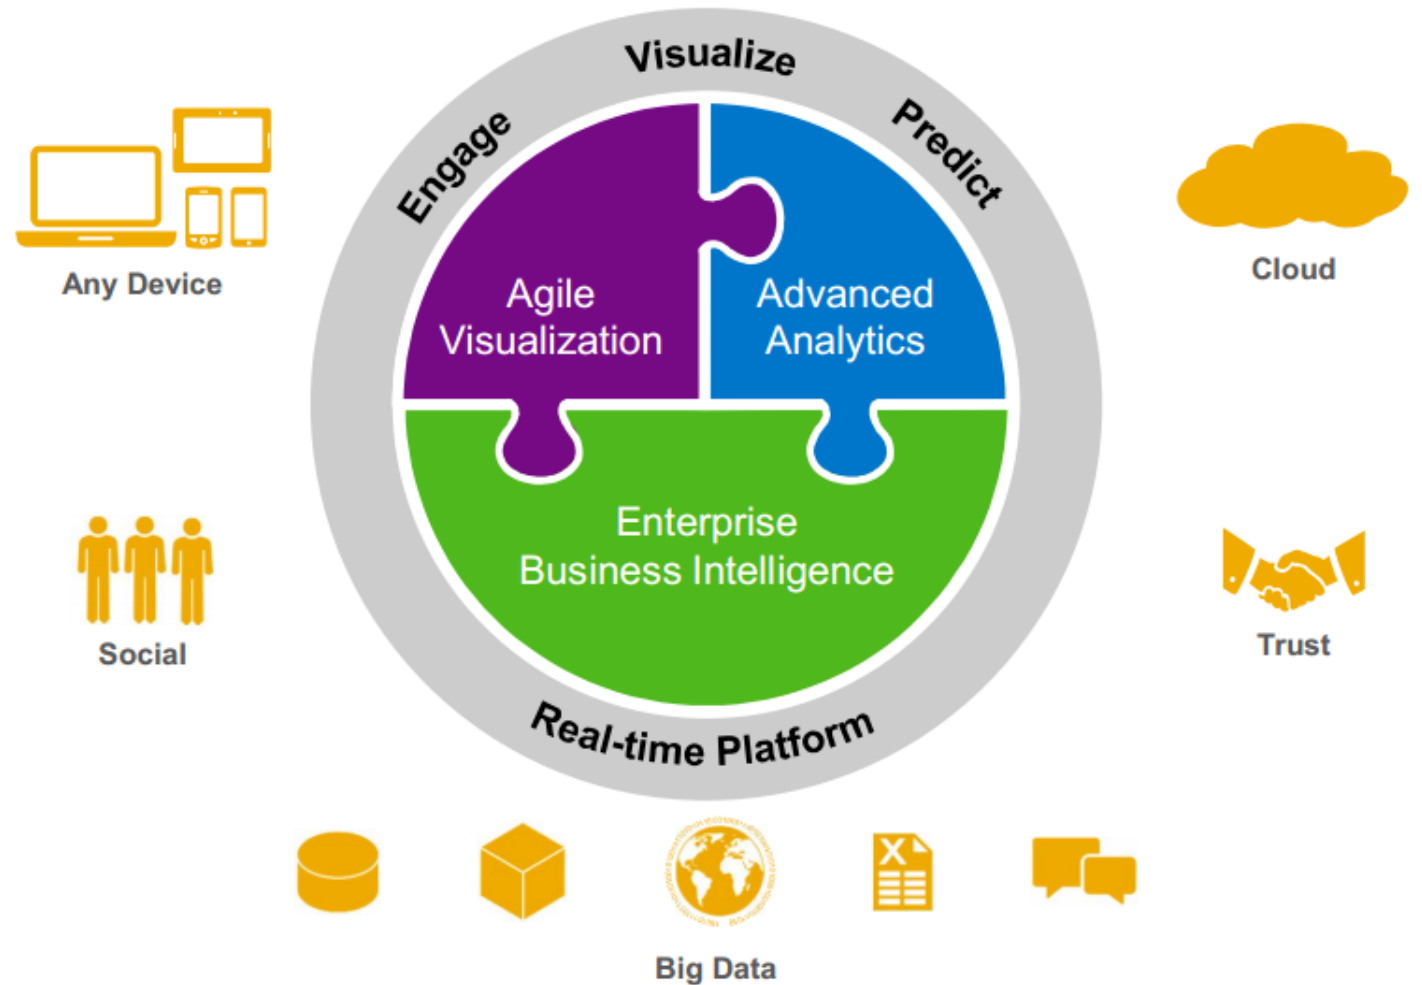 Visualize
Engage
Predict
Any Device
Cloud
Agile
Visualization
Advanced
Analytics
Enterprise
Business Intelligence
Social
Trust
Real-time Platform
X
Big Data